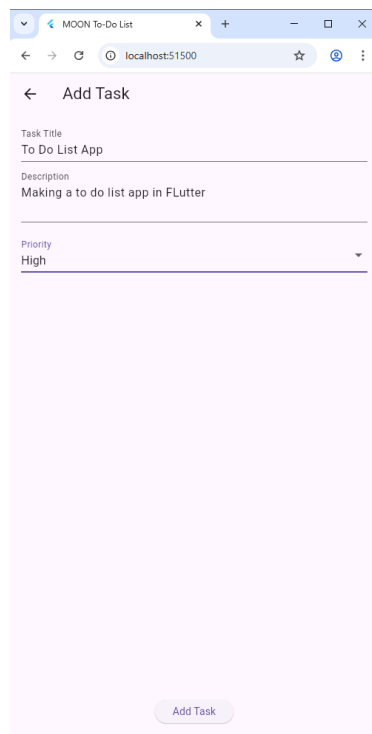 MOON To-Do List
localhost:51500
Add Task
Task Title
To Do List App
Description
Making a to do list app in FLutter
Priority
High
Add Task